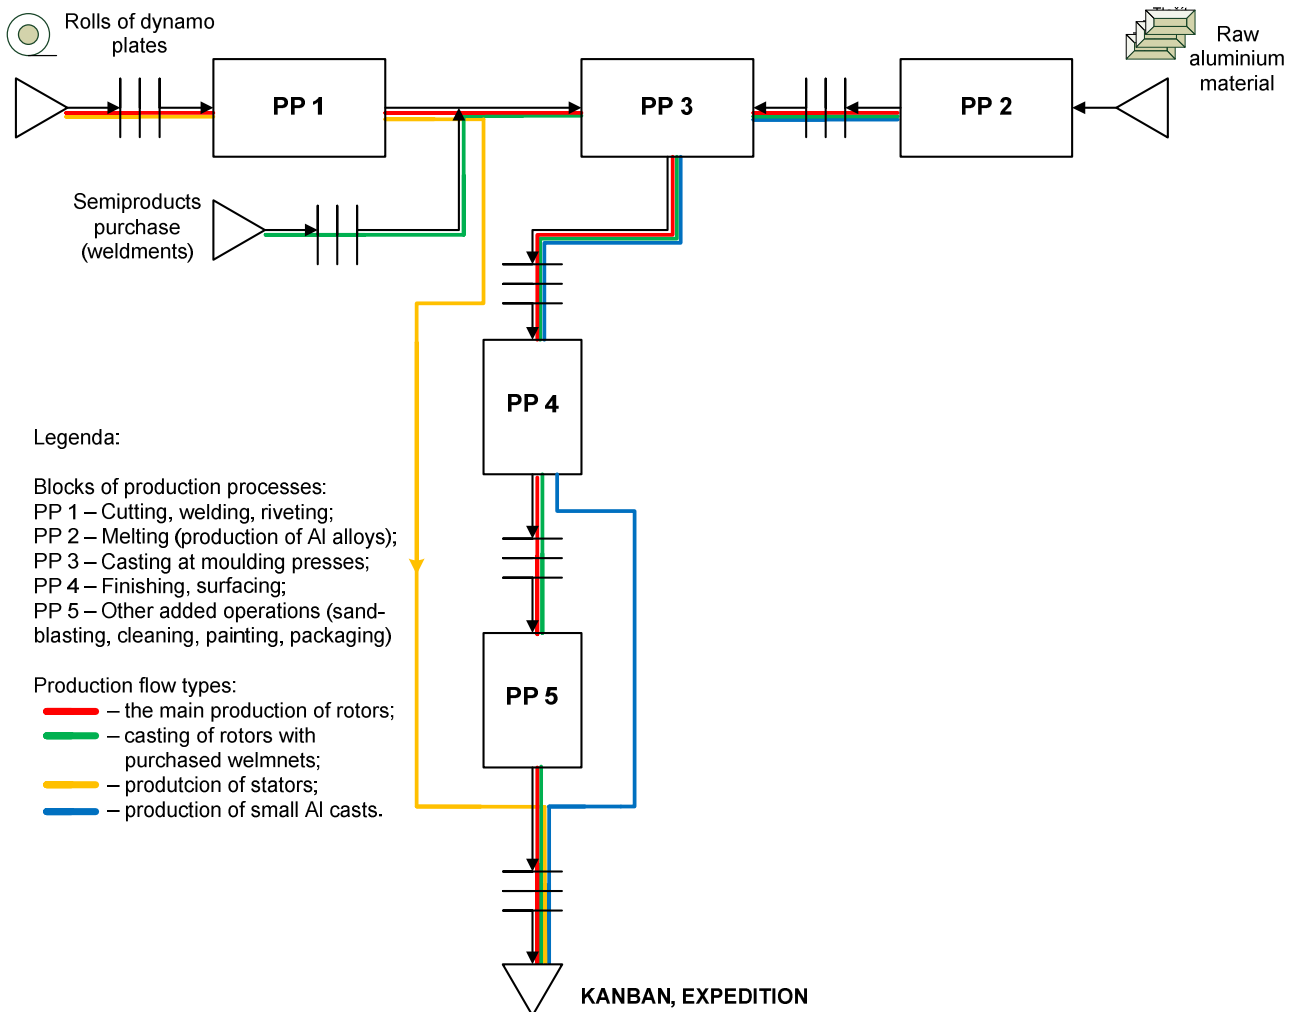 Rolls of dynamo
plates
Raw
aluminium
material
PP 1
PP 3
PP 2
Semiproducts
purchase
(weldments)
PP 4
Legenda:
Blocks of production processes:
PP 1 – Cutting, welding, riveting;
PP 2 – Melting (production of Al alloys);
PP 3 – Casting at moulding presses;
PP 4 – Finishing, surfacing;
PP 5 – Other added operations (sand-
blasting, cleaning, painting, packaging)
PP 5
Production flow types:
– the main production of rotors;
– casting of rotors with
purchased welmnets;
– produtcion of stators;
– production of small Al casts.
KANBAN, EXPEDITION